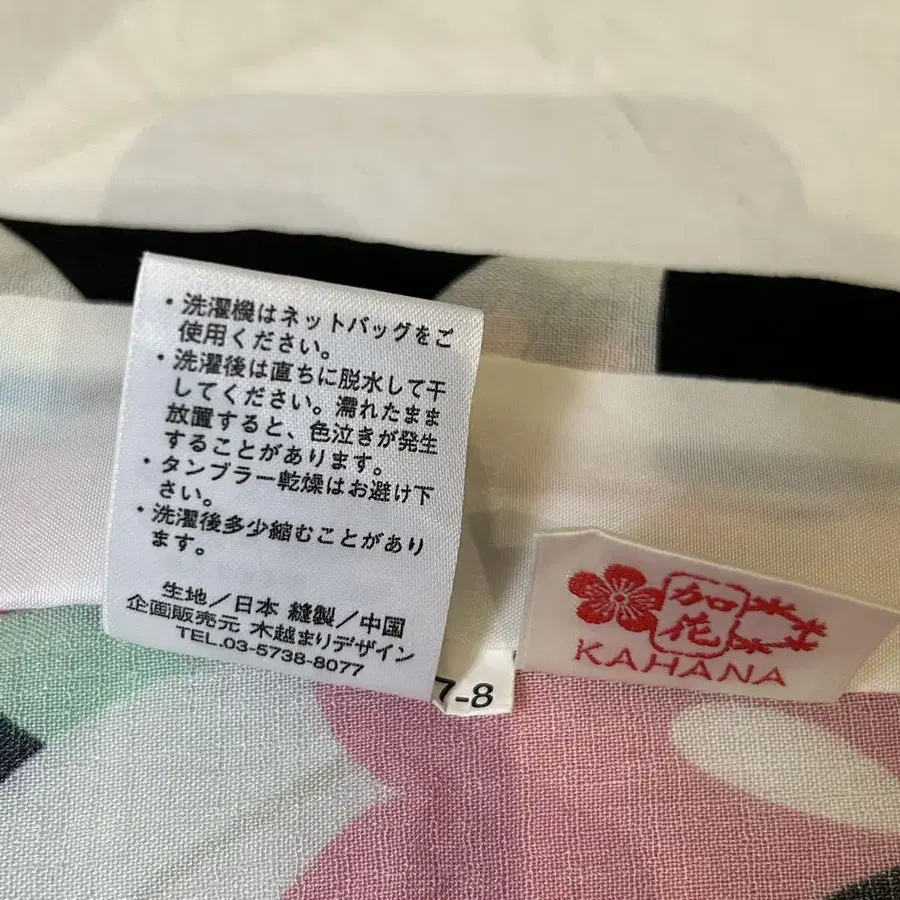 ・洗濯機はネットバッグをご
使用ください。
・洗濯後は直ちに脱水して干
してください。濡れたまま
放置すると、色泣きが発生
することがあります。
・タンブラー乾燥はお避け下
さい。
・洗濯後多少縮むことがあり
ます。
生地/日本 縫製/中国
企画販売元 木越まりデザイン
TEL.03-5738-8077
7-8
加花
KAHANA